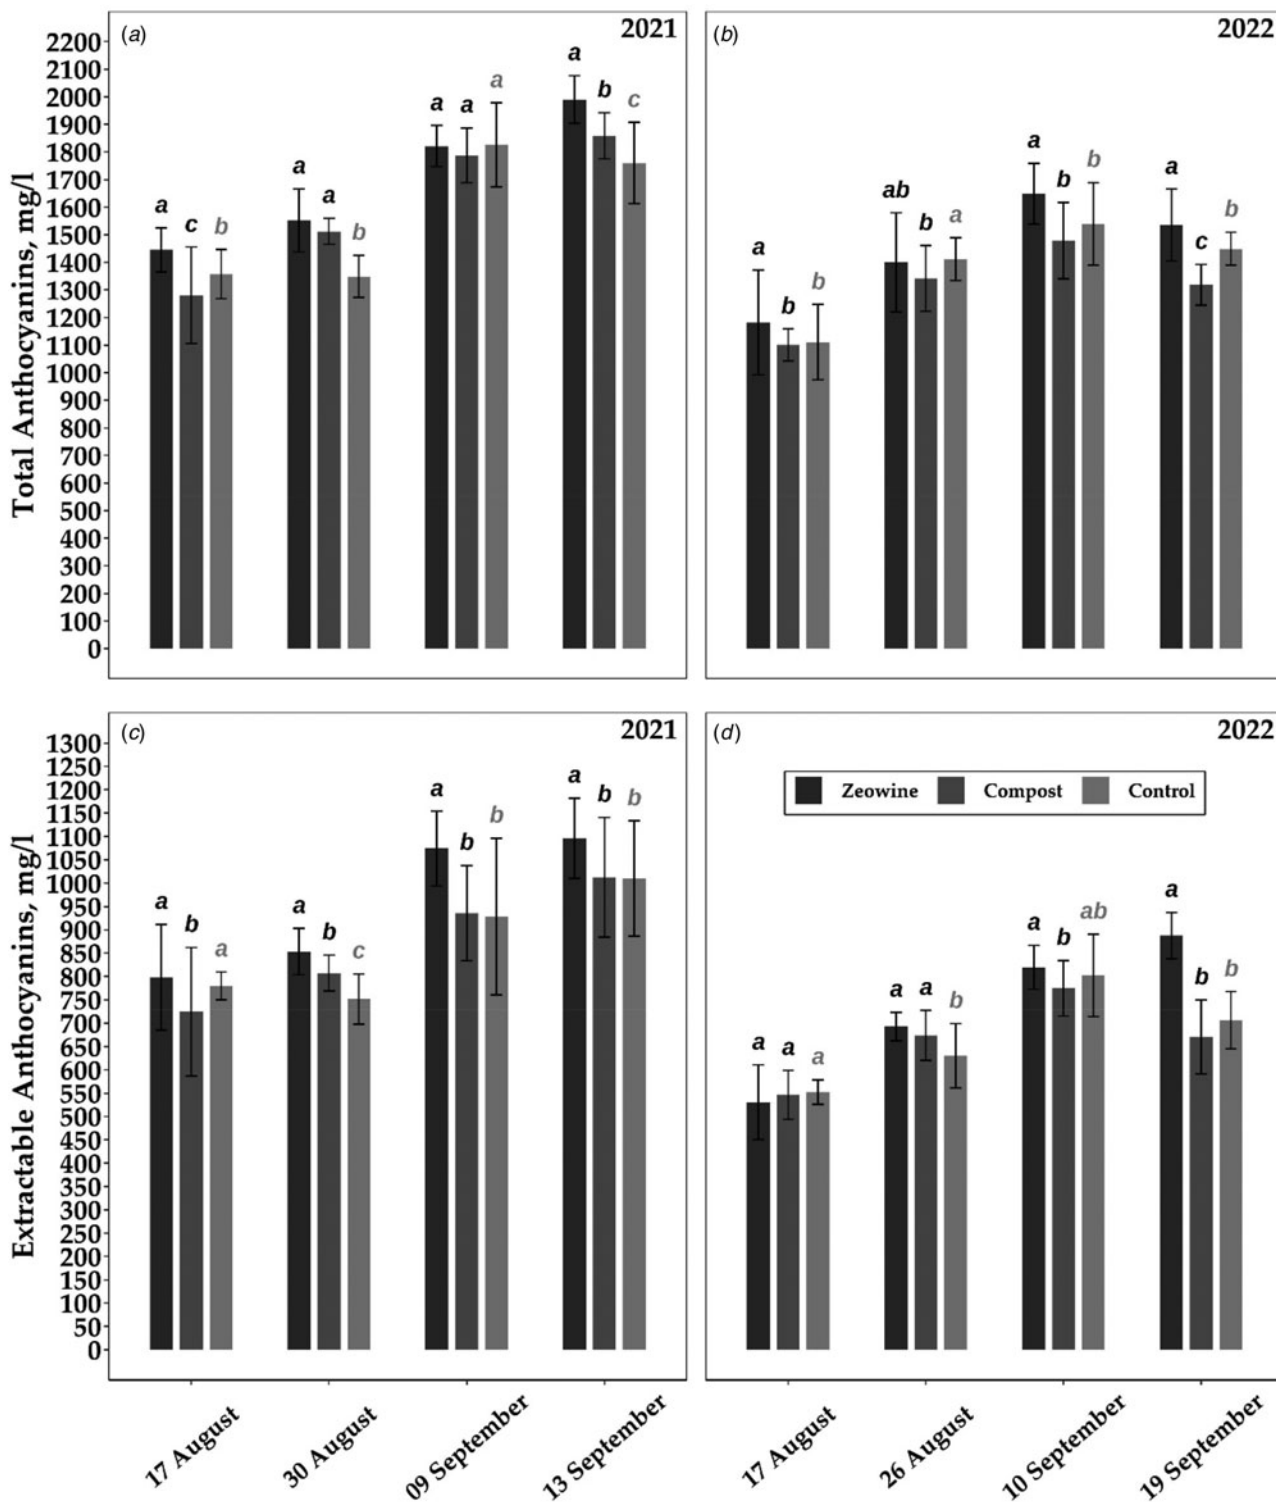 (a)
2021
(b)
2022
Total Anthocyanins, mg/l
2200
2100
2000
1900
1800
1700
1600
1500
1400
1300
1200
1100
1000
900
800
700
600
500
400
300
200
100
0
a c b
a a b
a a a
a b c
a b b
ab b a
a b b
a c b
(c)
2021
(d)
2022
Zeowine Compost Control
Extractable Anthocyanins, mg/l
1300
1250
1200
1150
1100
1050
1000
950
900
850
800
750
700
650
600
550
500
450
400
350
300
250
200
150
100
50
0
a b a
a b c
a b b
a b b
a a a
a a b
a b ab
a b b
17 August
30 August
09 September
13 September
17 August
26 August
10 September
19 September